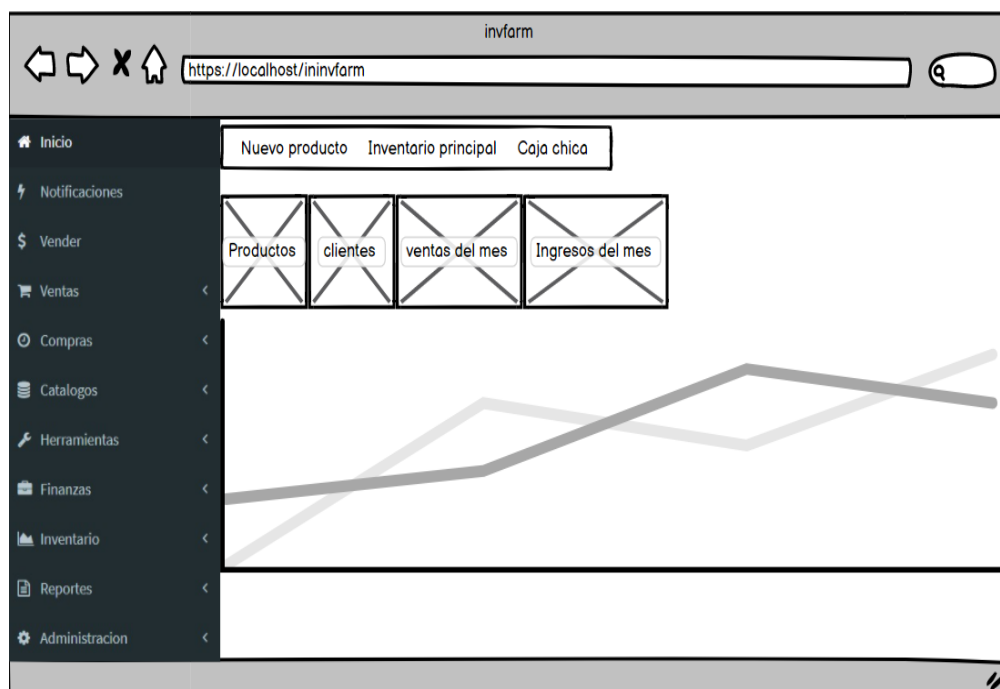 invfarm
https://localhost/ininvfarm
Inicio
Notificaciones
Vender
Ventas
Compras
Catalogos
Herramientas
Finanzas
Inventario
Reportes
Administracion
Nuevo producto Inventario principal Caja chica
Productos clientes ventas del mes Ingresos del mes